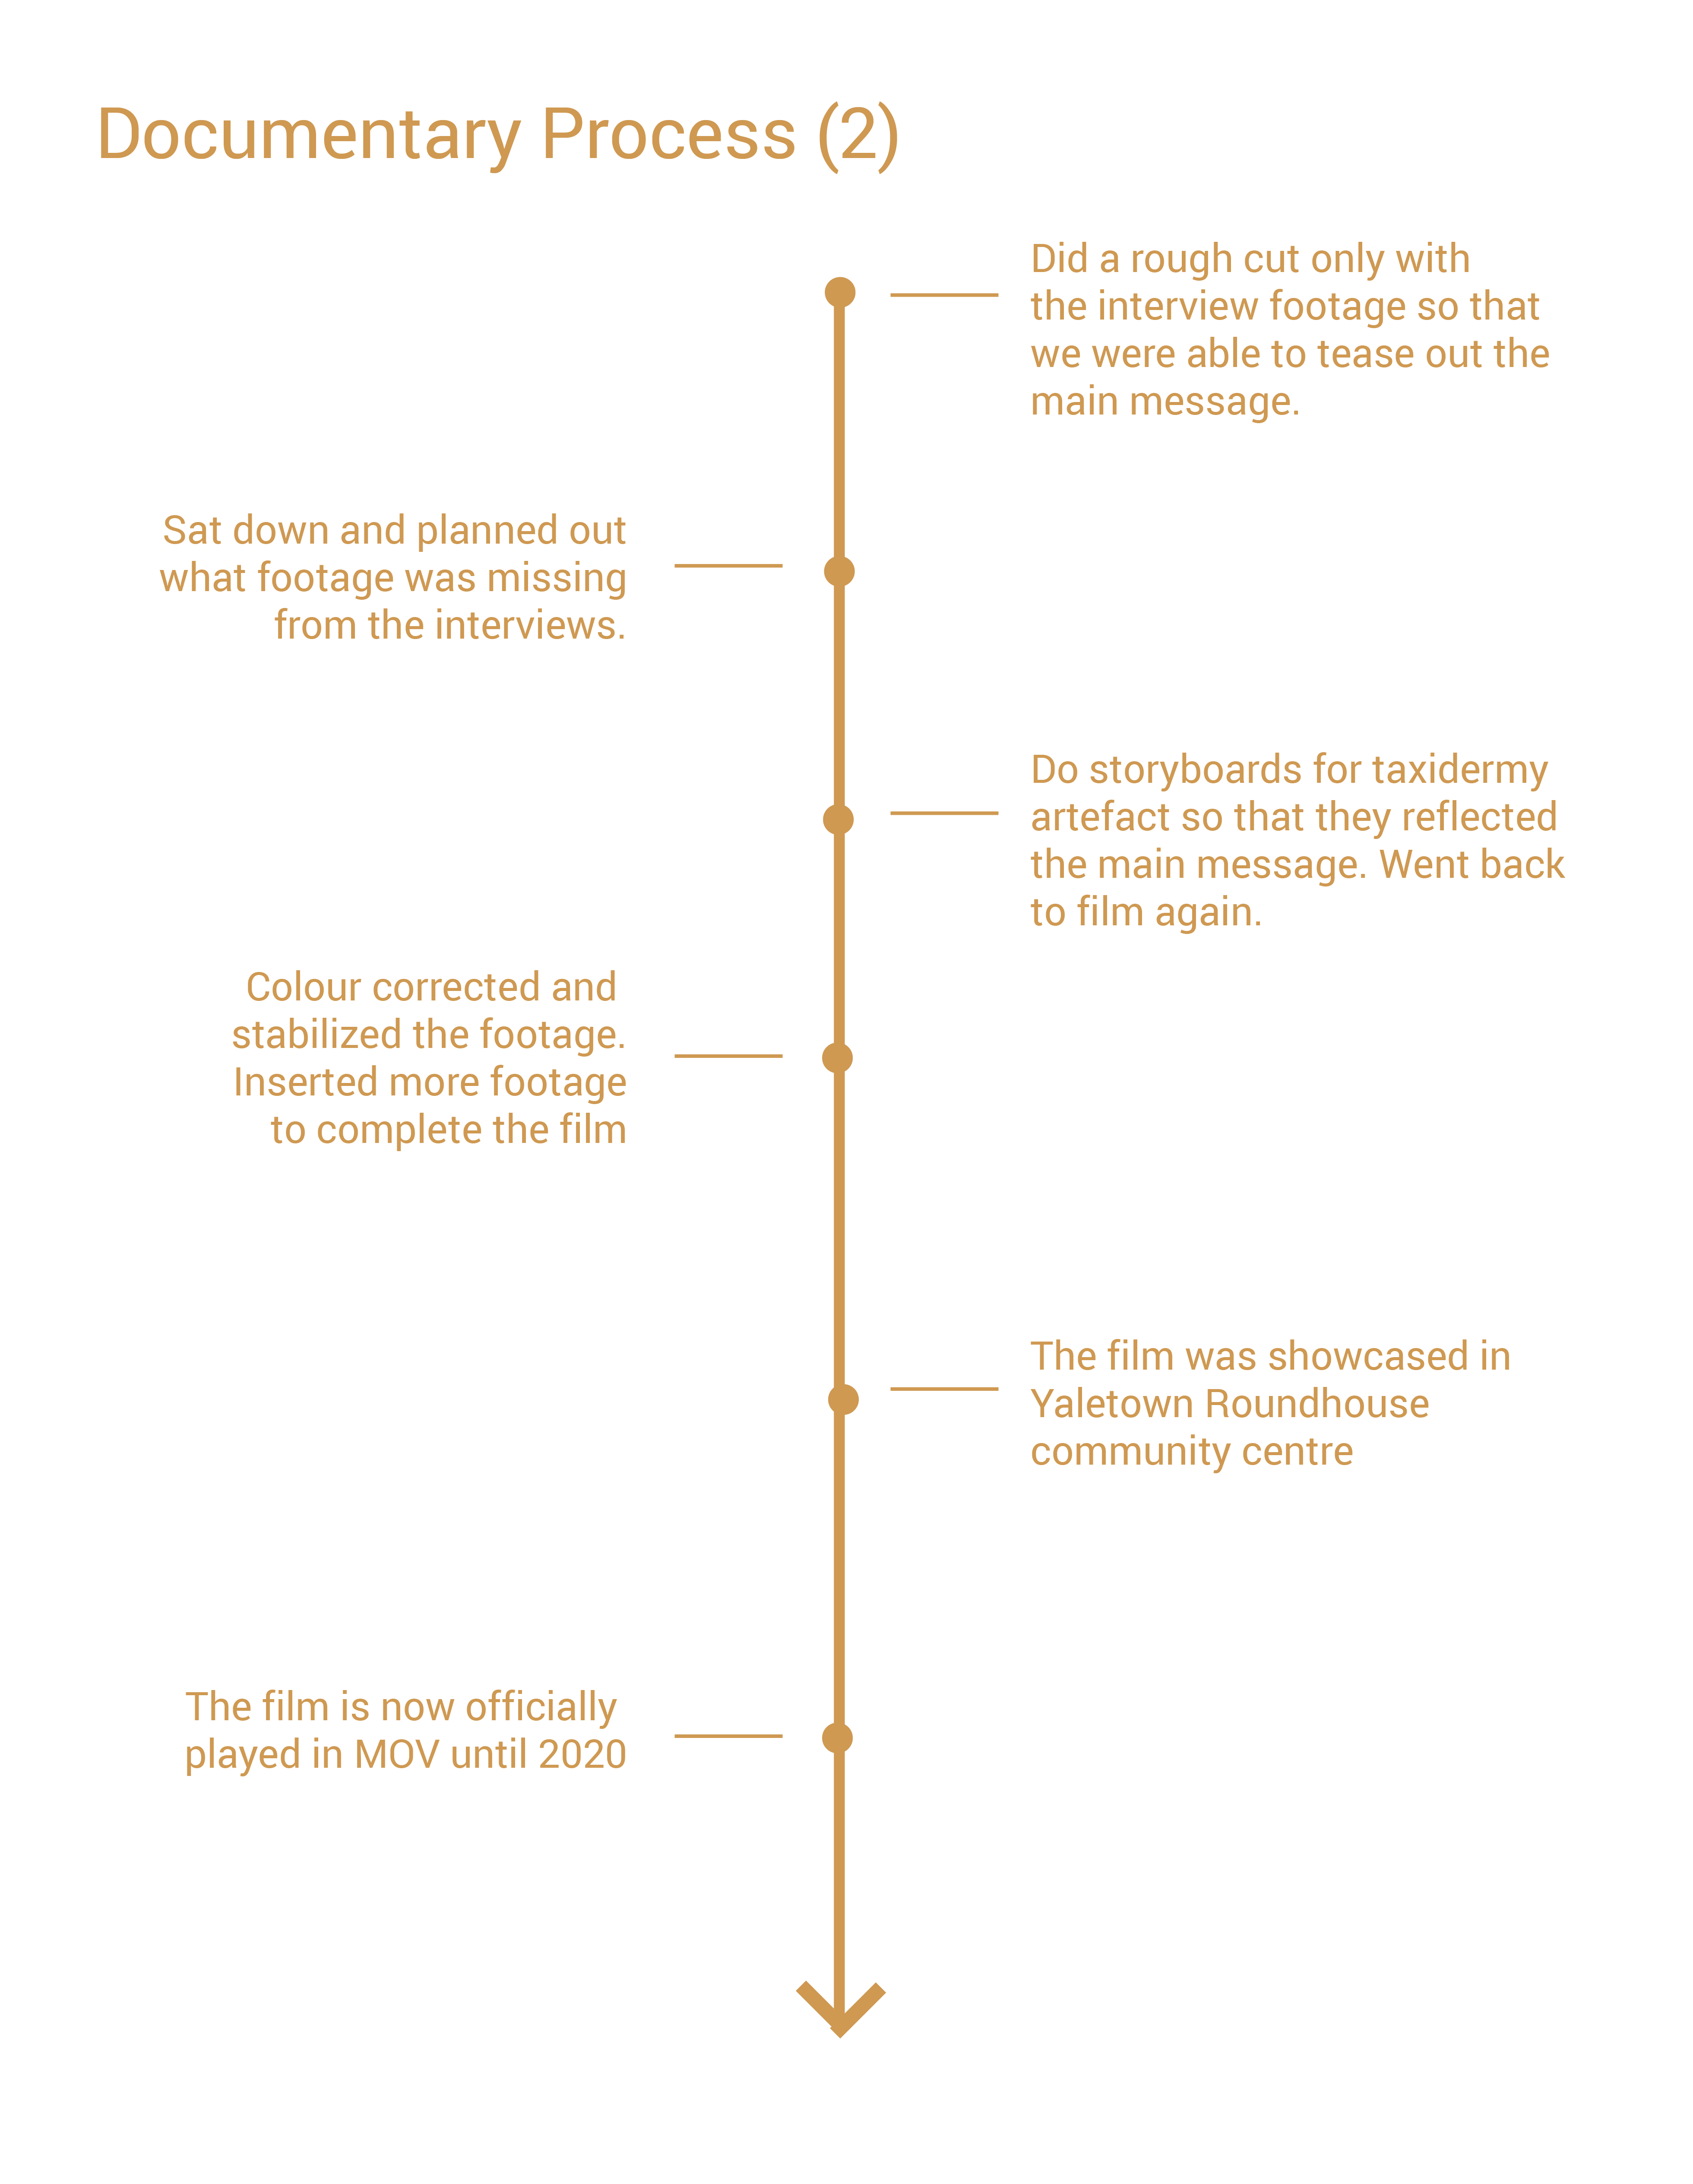 Documentary Process (2)
Did a rough cut only with
the interview footage so that
we were able to tease out the
main message.
Sat down and planned out
what footage was missing
from the interviews.
Do storyboards for taxidermy
artefact so that they reflected
the main message. Went back
to film again.
Colour corrected and
stabilized the footage.
Inserted more footage
to complete the film
The film was showcased in
Yaletown Roundhouse
community centre
The film is now officially
played in MOV until 2020